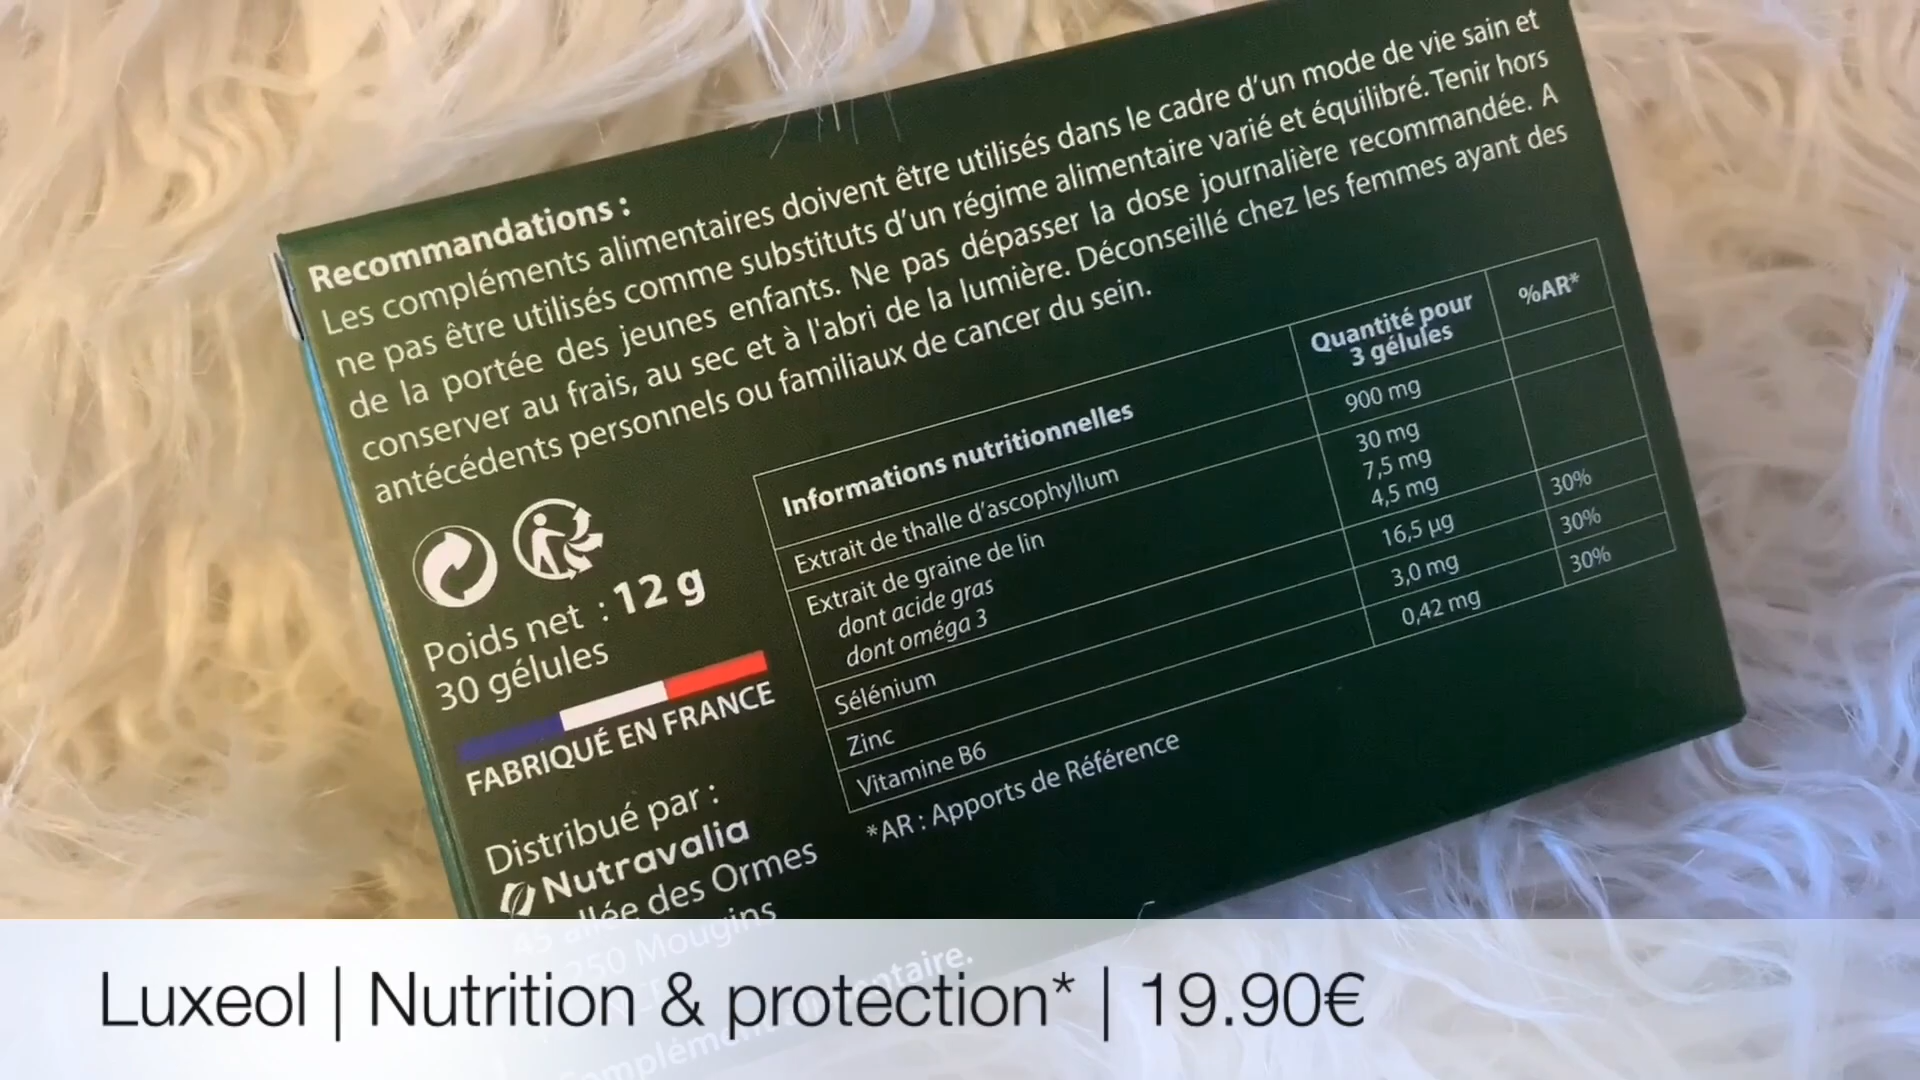 Recommandations :
Les compléments alimentaires doivent être utilisés dans le cadre d'un mode de vie sain et
ne pas être utilisés comme substituts d'un régime alimentaire varié et équilibré. Tenir hors
de la portée des jeunes enfants. Ne pas dépasser la dose journalière recommandée. A
conserver au frais, au sec et à l'abri de la lumière. Déconseillé chez les femmes ayant des
antécédents personnels ou familiaux de cancer du sein.
Poids net : 12 g
30 gélules
FABRIQUÉ EN FRANCE
Distribué par :
Nutravalia
45 allée des Ormes
250 Mougins
Informations nutritionnelles Quantité pour 3 gélules %AR*
Extrait de thalle d'ascophyllum 900 mg
Extrait de graine de lin 30 mg
dont acide gras 7,5 mg
dont oméga 3 4,5 mg
Sélénium 16,5 µg 30%
Zinc 3,0 mg 30%
Vitamine B6 0,42 mg 30%
*AR : Apports de Référence
Luxeol | Nutrition & protection* | 19.90€